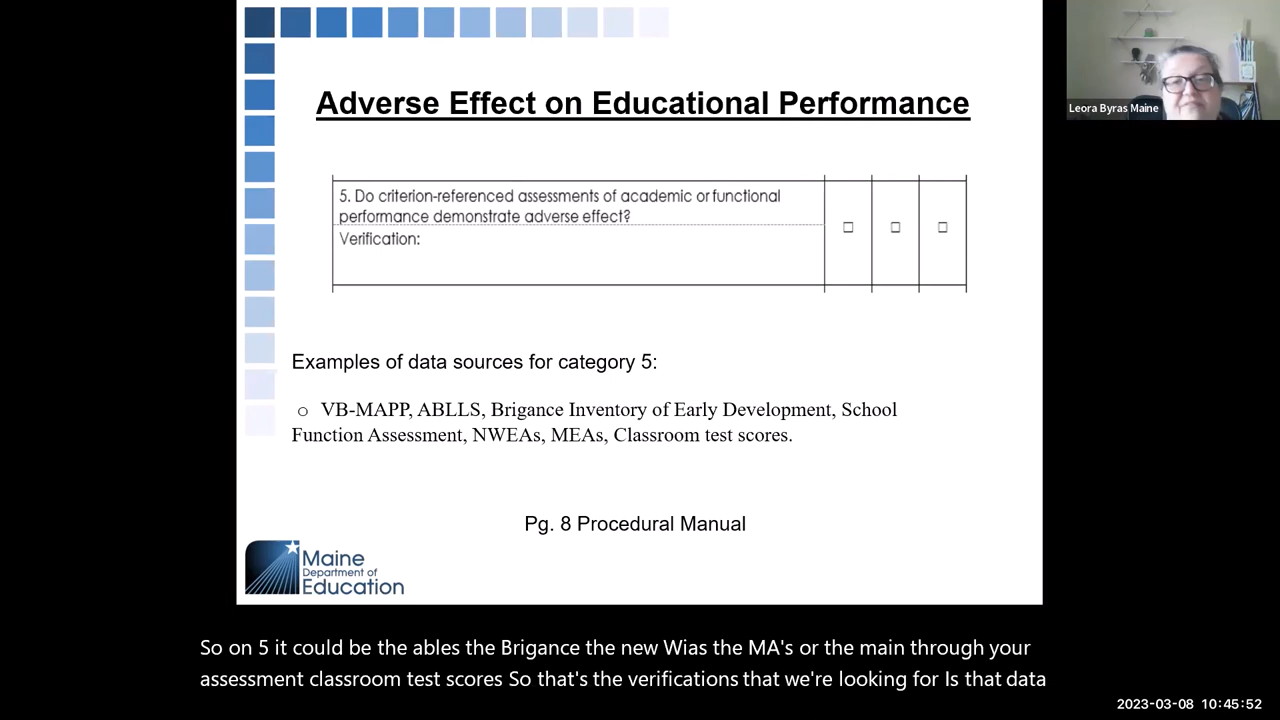 Adverse Effect on Educational Performance
5. Do criterion-referenced assessments of academic or functional
performance demonstrate adverse effect?
Verification:
Examples of data sources for category 5:
o VB-MAPP, ABLLS, Brigance Inventory of Early Development, School
Function Assessment, NWEAs, MEAs, Classroom test scores.
Pg. 8 Procedural Manual
Maine
Department of
Education
Leora Byras Maine
So on 5 it could be the ables the Brigance the new Wias the MA's or the main through your
assessment classroom test scores So that's the verifications that we're looking for Is that data
2023-03-08 10:45:52